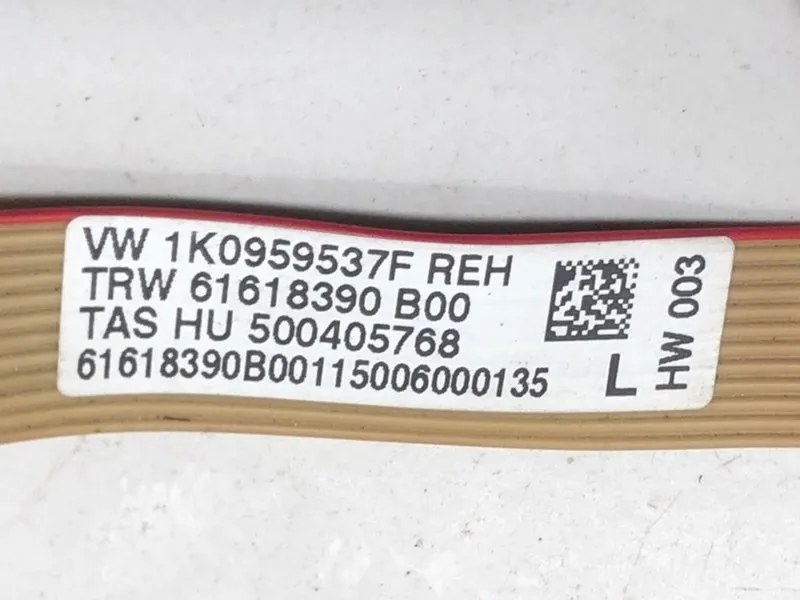 VW 1K0959537F REH
TRW 61618390 B00
TAS HU 500405768
61618390B00115006000135
L
HW 003